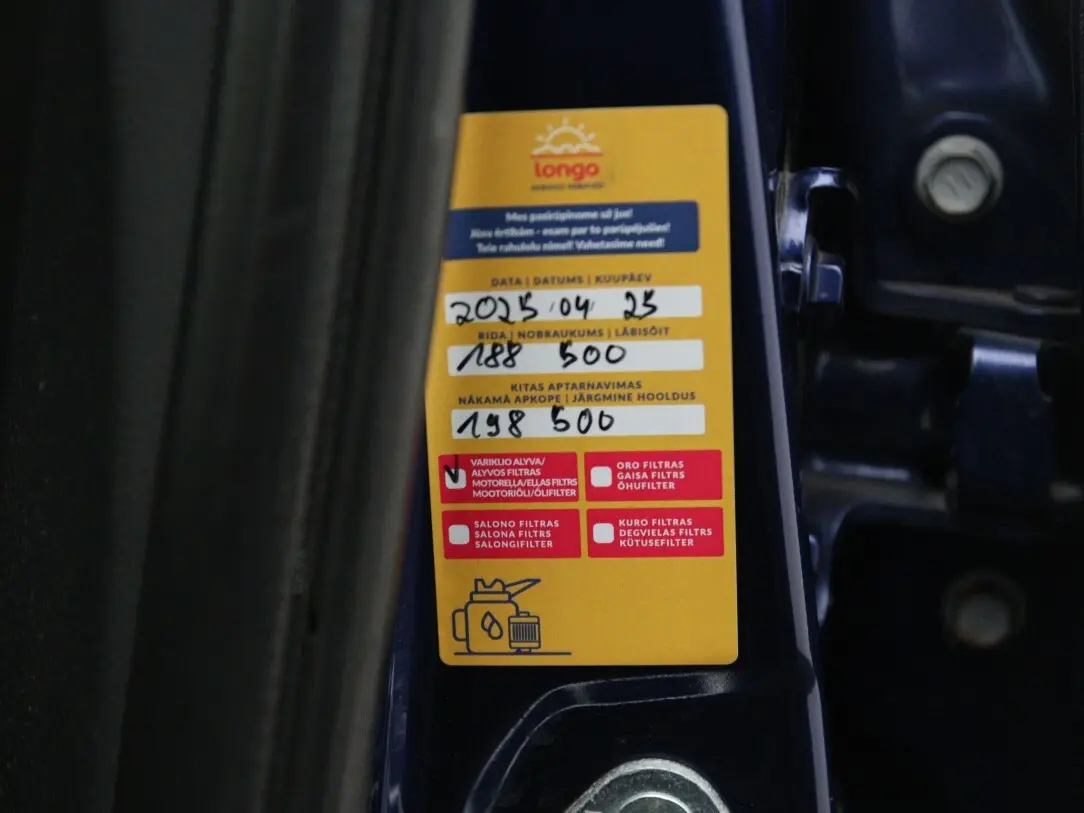 longo
Mes pasirūpinome už jus!
Jūsu ērtībām - esam par to parūpējušies!
Teie rahulolu nimel! Vahetasime need!
DATA | DATUMS | KUUPÄEV
2025 04 25
RIDA | NOBRAUKUMS | LÄBISÕIT
188 500
KITAS APTARNAVIMAS
NĀKAMĀ APKOPE | JÄRGMINE HOOLDUS
198 500
VARIKLIO ALYVA/
ALYVOS FILTRAS
MOTOREĻĻA/EĻĻAS FILTRS
MOOTORIÕLI/ÕLIFILTER
ORO FILTRAS
GAISA FILTRS
ÕHUFILTER
SALONO FILTRAS
SALONA FILTRS
SALONGIFILTER
KURO FILTRAS
DEGVIELAS FILTRS
KÜTUSEFILTER